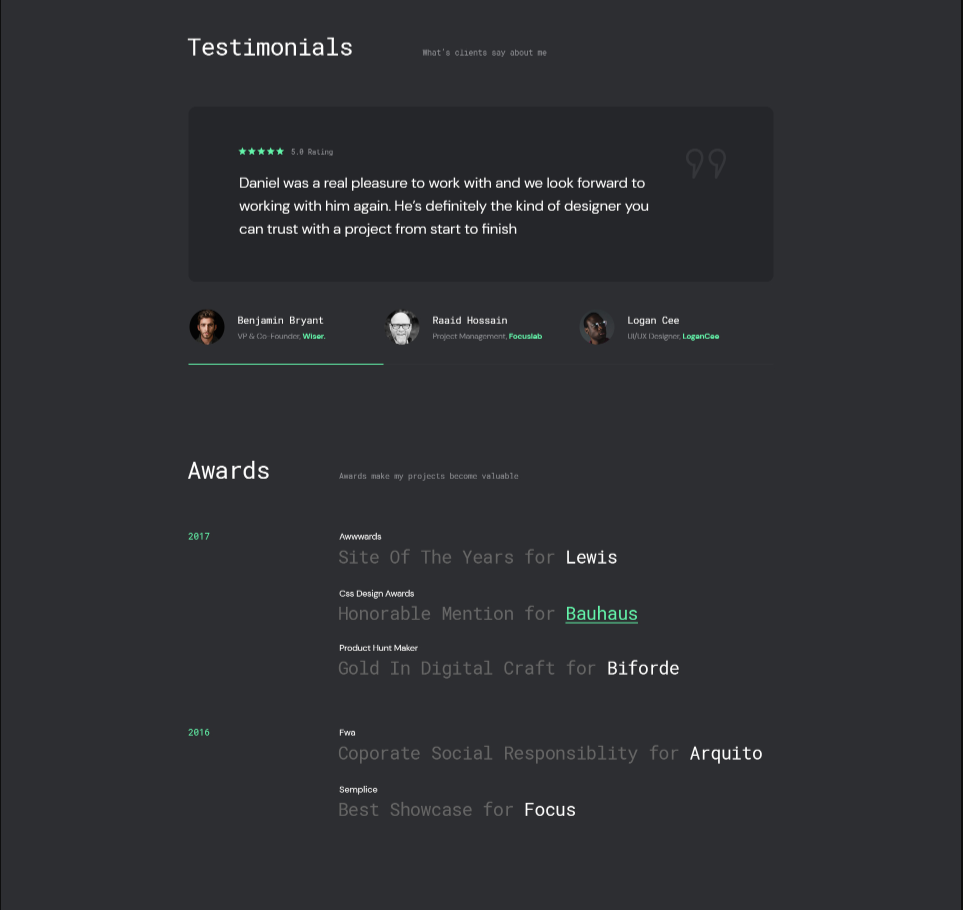 Testimonials
What's clients say about me
5.0 Rating
Daniel was a real pleasure to work with and we look forward to
working with him again. He's definitely the kind of designer you
can trust with a project from start to finish
Benjamin Bryant
VP & Co-Founder, Wiser.
Raaid Hossain
Project Management, Focuslab
Logan Cee
UI/UX Designer, LoganCee
Awards
Awards make my projects become valuable
2017
Awwwards
Site Of The Years for Lewis
Css Design Awards
Honorable Mention for Bauhaus
Product Hunt Maker
Gold In Digital Craft for Biforde
2016
Fwa
Coporate Social Responsiblity for Arquito
Semplice
Best Showcase for Focus